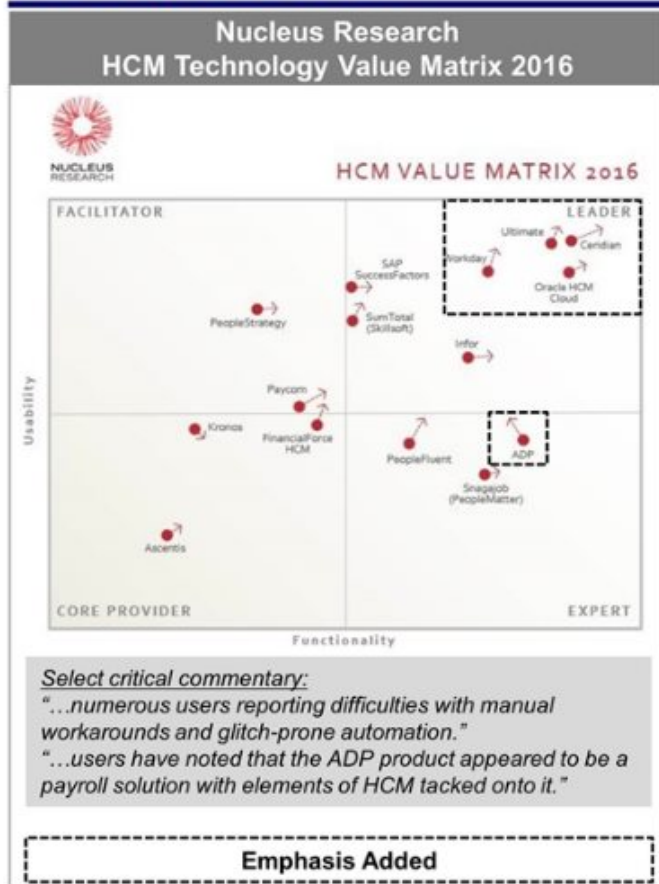 Nucleus Research
HCM Technology Value Matrix 2016
NUCLEUS
RESEARCH
HCM VALUE MATRIX 2016
FACILITATOR
LEADER
Ultimate
Ceridian
Workday
Oracle HCM
Cloud
SAP
SuccessFactors
PeopleStrategy
SumTotal
(Skillsoft)
Infor
Usability
Paycom
Kronos
FinancialForce
HCM
PeopleFluent
ADP
Snagajob
(PeopleMatter)
Ascentis
CORE PROVIDER
EXPERT
Functionality
Select critical commentary:
“…numerous users reporting difficulties with manual
workarounds and glitch-prone automation.”
“…users have noted that the ADP product appeared to be a
payroll solution with elements of HCM tacked onto it.”
Emphasis Added